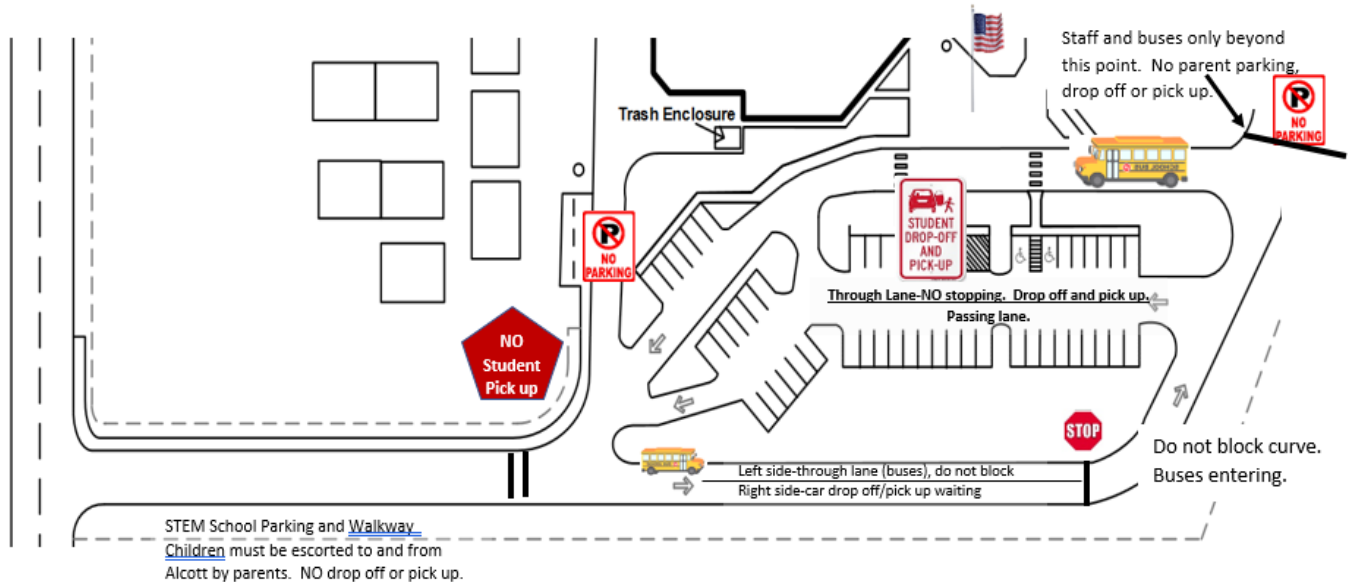 Staff and buses only beyond
this point. No parent parking,
drop off or pick up.
P
NO
PARKING
Trash Enclosure
SCHOOL BUS
STUDENT
DROP-OFF
AND
PICK-UP
P
NO
PARKING
Through Lane-NO stopping. Drop off and pick up.
Passing lane.
NO
Student
Pick up
STOP
Do not block curve.
Buses entering.
Left side-through lane (buses), do not block
Right side-car drop off/pick up waiting
STEM School Parking and Walkway
Children must be escorted to and from
Alcott by parents. NO drop off or pick up.